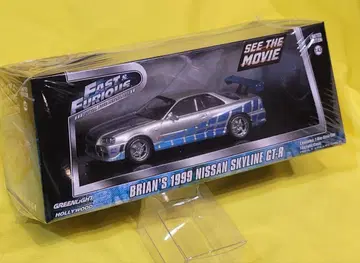 FAST & FURIOUS
SEE THE
MOVIE
BRIAN'S 1999 NISSAN SKYLINE GT-R
GREENLIGHT
HOLLYWOOD